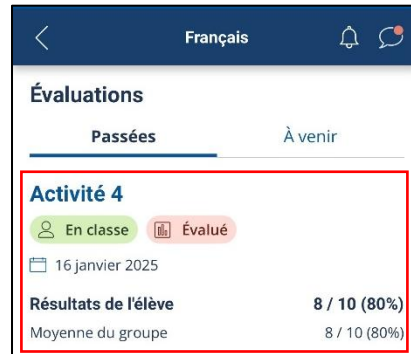 Français
Évaluations
Passées À venir
Activité 4
En classe Évalué
16 janvier 2025
Résultats de l'élève 8 / 10 (80%)
Moyenne du groupe 8 / 10 (80%)